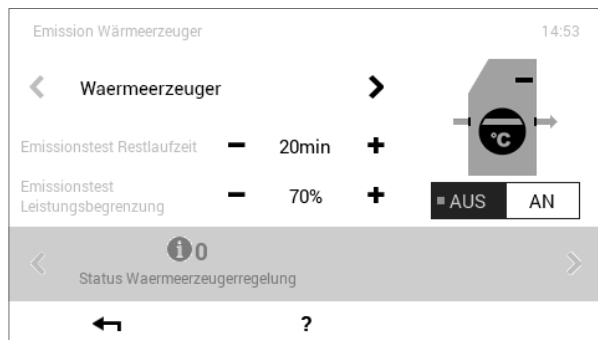 Emission Wärmeerzeuger 14:53
Waermeerzeuger
°C
Emissionstest Restlaufzeit − 20min +
Emissionstest
Leistungsbegrenzung − 70% +
AUS AN
i 0
Status Waermeerzeugerregelung
?